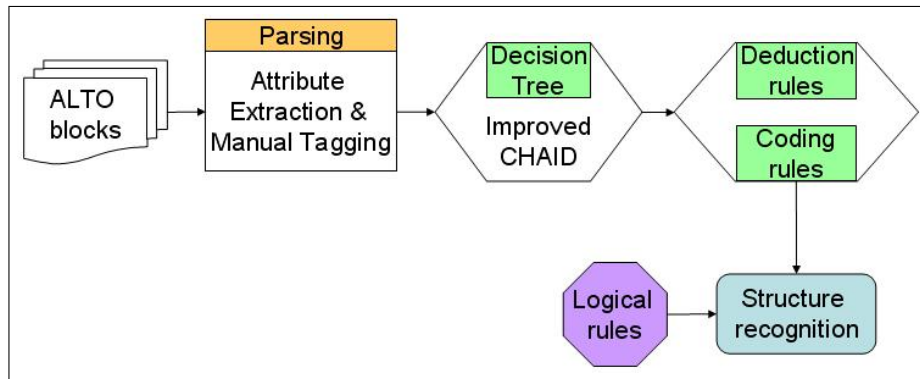 ALTO
blocks
Parsing
Attribute
Extraction &
Manual Tagging
Decision
Tree
Improved
CHAID
Deduction
rules
Coding
rules
Logical
rules
Structure
recognition